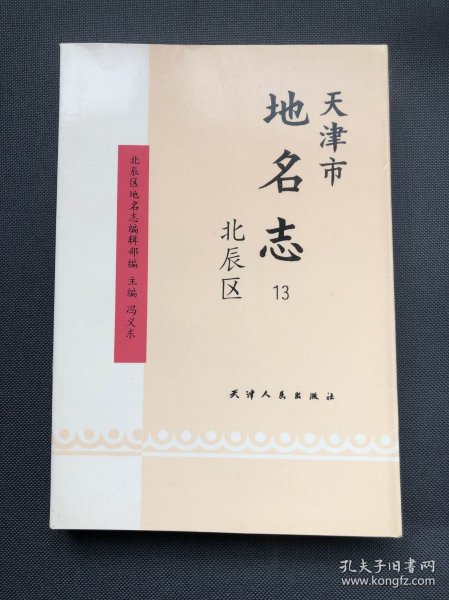 天津市
地名志
13
北辰区
北辰区地名志编辑部编 主编 冯义东
天津人民出版社
孔夫子旧书网
www.kongfz.com